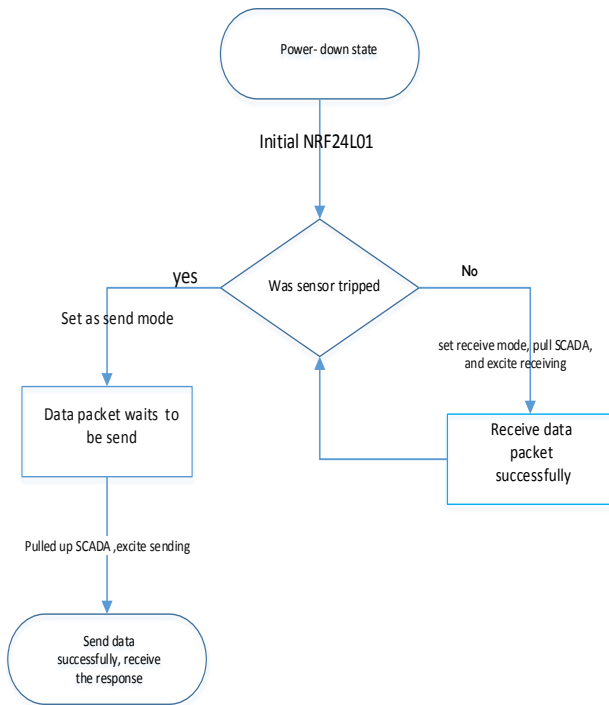 Power- down state
Initial NRF24L01
Was sensor tripped
yes
No
Set as send mode
set receive mode, pull SCADA,
and excite receiving
Data packet waits to
be send
Receive data
packet
successfully
Pulled up SCADA ,excite sending
Send data
successfully, receive
the response